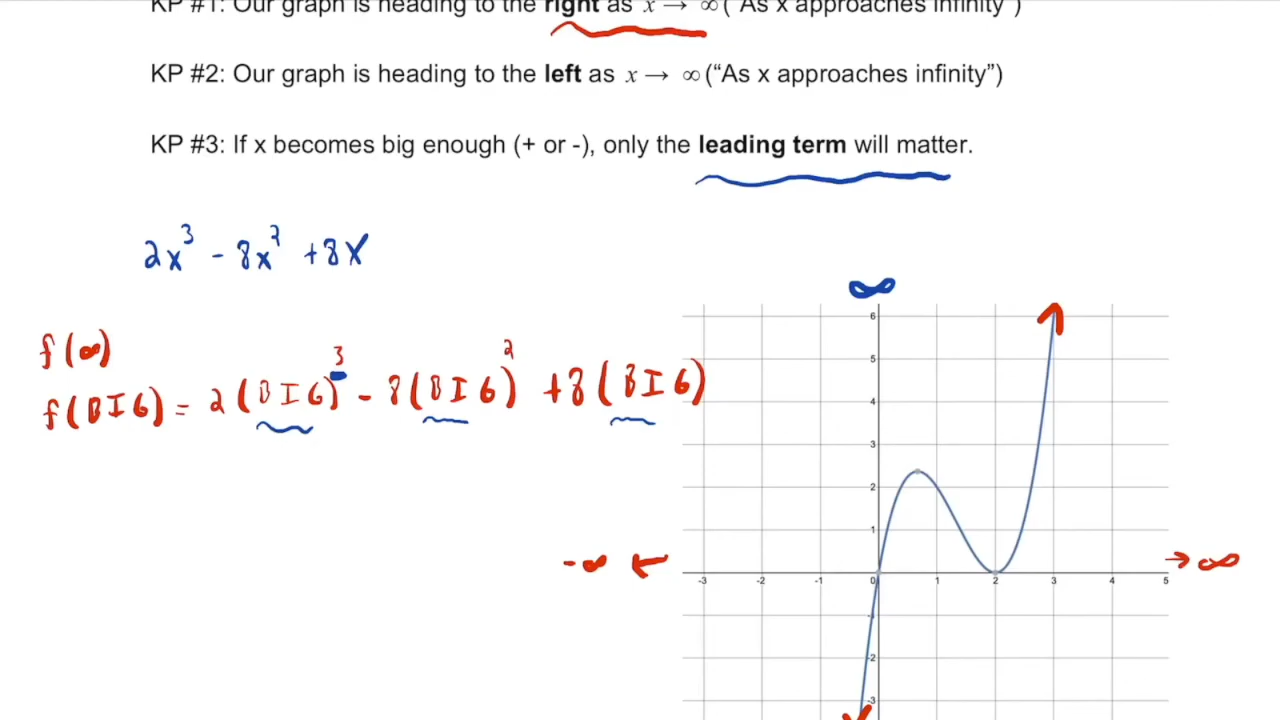 KP #1: Our graph is heading to the right as x → ∞ ("As x approaches infinity")
KP #2: Our graph is heading to the left as x → ∞ (“As x approaches infinity”)
KP #3: If x becomes big enough (+ or -), only the leading term will matter.
2x³ - 8x² + 8x
∞
f(∞)
f(BIG) = 2(BIG)³ - 8(BIG)² + 8(BIG)
6
5
4
3
2
1
-∞ ← → ∞
-3 -2 -1 0 1 2 3 4 5
-1
-2
-3